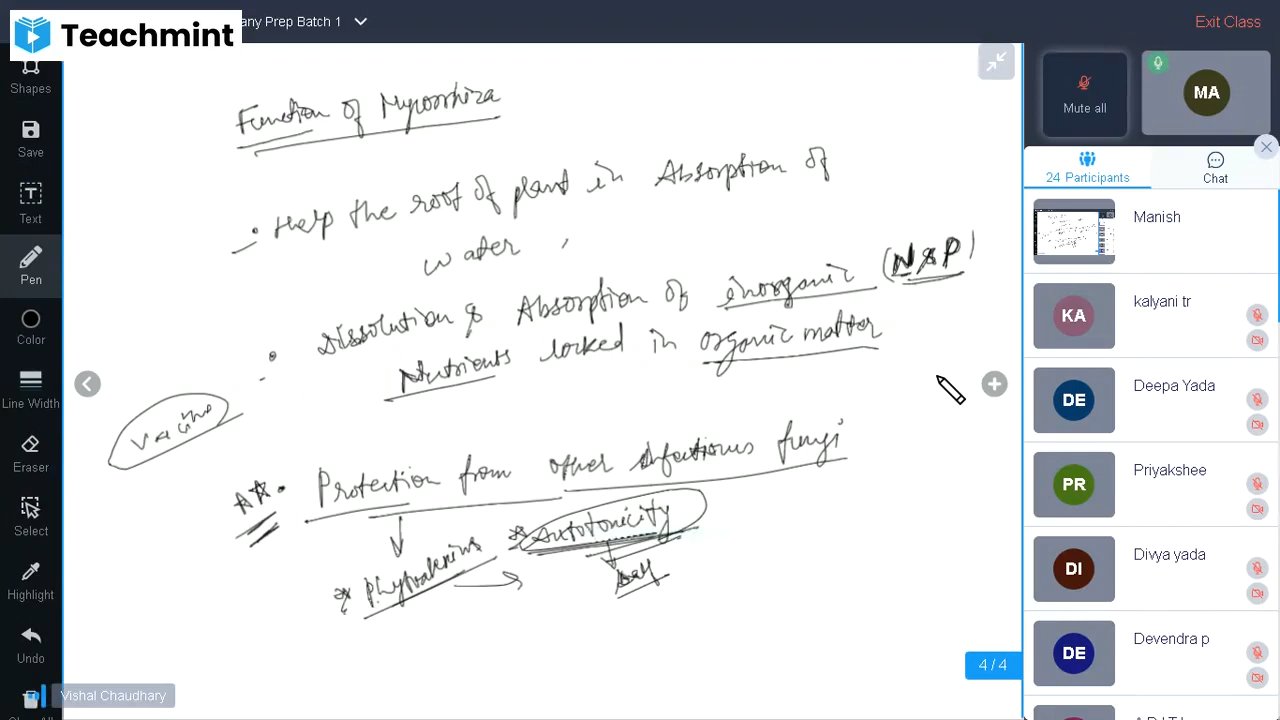 Teachmint
any Prep Batch 1
Exit Class
Shapes
Save
Text
Pen
Color
Line Width
Eraser
Select
Highlight
Undo
Function of Mycorrhiza
Help the root of plant in Absorption of
water
Dissolution & Absorption of inorganic (N & P)
Nutrients locked in organic matter
Vaccine
Protection from other infectious fungi
Autotoxicity
Phytoalexins
self
4 / 4
Vishal Chaudhary
Mute all
MA
24 Participants
Chat
Manish
KA
kalyani tr
DE
Deepa Yada
PR
Priyakshee
DI
Divya yada
DE
Devendra p